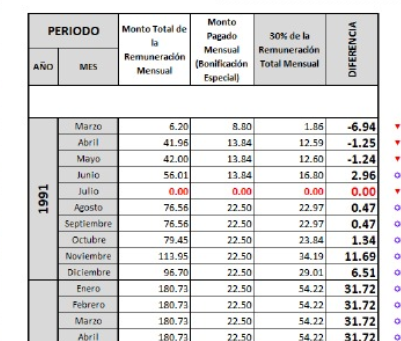 PERIODO Monto Total de la Remuneración Mensual Monto Pagado Mensual (Bonificación Especial) 30% de la Remuneración Total Mensual DIFERENCIA
AÑO MES
1991
Marzo 6.20 8.80 1.86 -6.94
Abril 41.96 13.84 12.59 -1.25
Mayo 42.00 13.84 12.60 -1.24
Junio 56.01 13.84 16.80 2.96
Julio 0.00 0.00 0.00 0.00
Agosto 76.56 22.50 22.97 0.47
Septiembre 76.56 22.50 22.97 0.47
Octubre 79.45 22.50 23.84 1.34
Noviembre 113.95 22.50 34.19 11.69
Diciembre 96.70 22.50 29.01 6.51
Enero 180.73 22.50 54.22 31.72
Febrero 180.73 22.50 54.22 31.72
Marzo 180.73 22.50 54.22 31.72
Abril 180.73 22.50 54.22 31.72